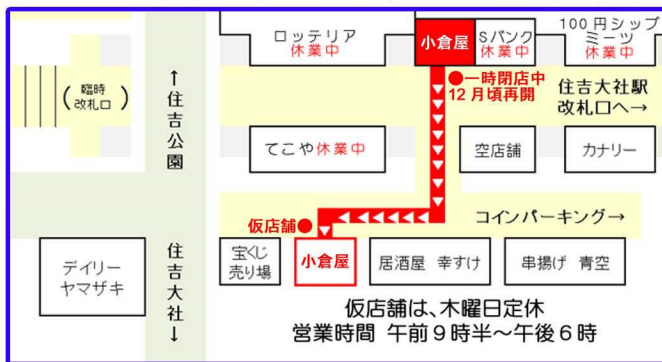 ロッテリア
休業中
小倉屋
Sバンク
休業中
100円シップ
ミーツ
休業中
(臨時
改札口)
↑住吉公園
●一時閉店中
12月頃再開
住吉大社駅
改札口へ→
てこや休業中
空店舗
カナリー
仮店舗●
コインパーキング→
デイリー
ヤマザキ
住吉大社↓
宝くじ
売り場
小倉屋
居酒屋 幸すけ
串揚げ 青空
仮店舗は、木曜日定休
営業時間 午前9時半~午後6時